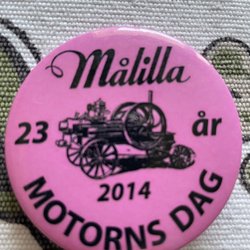 Målilla
23 år
2014
MOTORNS DAG